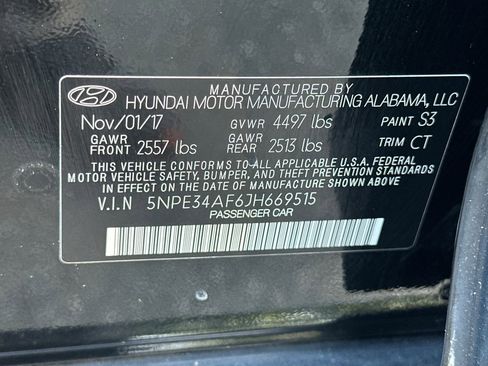 MANUFACTURED BY
HYUNDAI MOTOR MANUFACTURING ALABAMA, LLC
Nov/01/17 GVWR 4497 lbs PAINT S3
GAWR FRONT 2557 lbs GAWR REAR 2513 lbs TRIM CT
THIS VEHICLE CONFORMS TO ALL APPLICABLE U.S.A. FEDERAL
MOTOR VEHICLE SAFETY, BUMPER, AND THEFT PREVENTION STANDARDS
IN EFFECT ON THE DATE OF MANUFACTURE SHOWN ABOVE.
V.I.N 5NPE34AF6JH669515
PASSENGER CAR